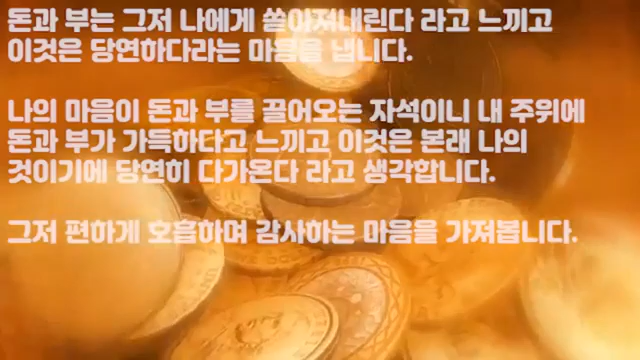 돈과 부는 그저 나에게 쏟아져내린다 라고 느끼고
이것은 당연하다라는 마음을 냅니다.
나의 마음이 돈과 부를 끌어오는 자석이니 내 주위에
돈과 부가 가득하다고 느끼고 이것은 본래 나의
것이기에 당연히 다가온다 라고 생각합니다.
그저 편하게 호흡하며 감사하는 마음을 가져봅니다.